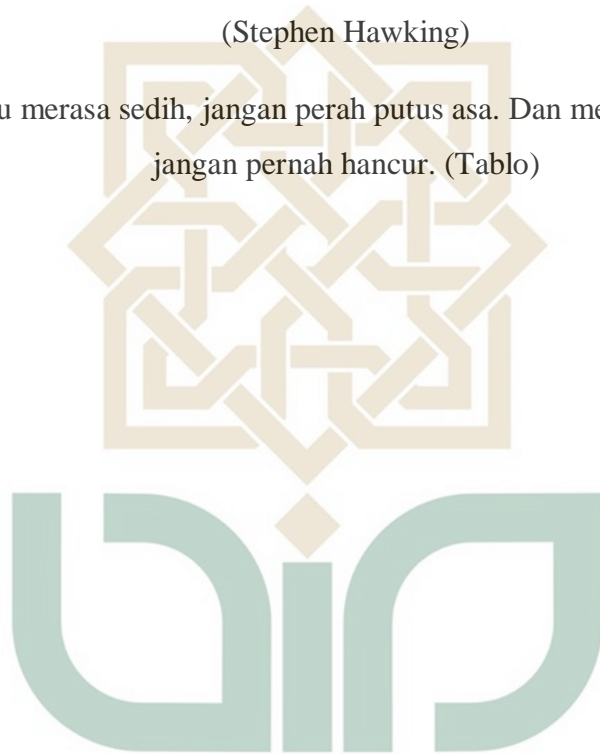 (Stephen Hawking)
u merasa sedih, jangan perah putus asa. Dan me
jangan pernah hancur. (Tablo)